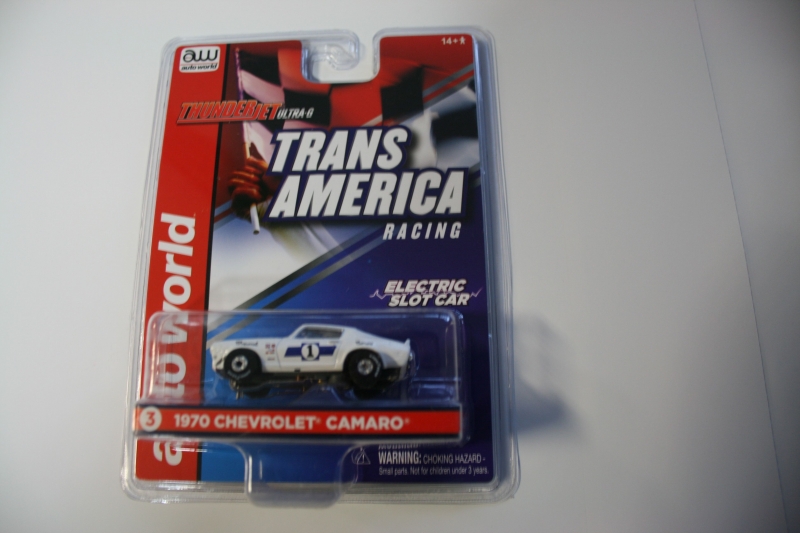 aw
auto world
14+
THUNDERJET ULTRA-G
TRANS
AMERICA
RACING
ELECTRIC
SLOT CAR
1
3 1970 CHEVROLET® CAMARO®
WARNING: CHOKING HAZARD -
Small parts. Not for children under 3 years.